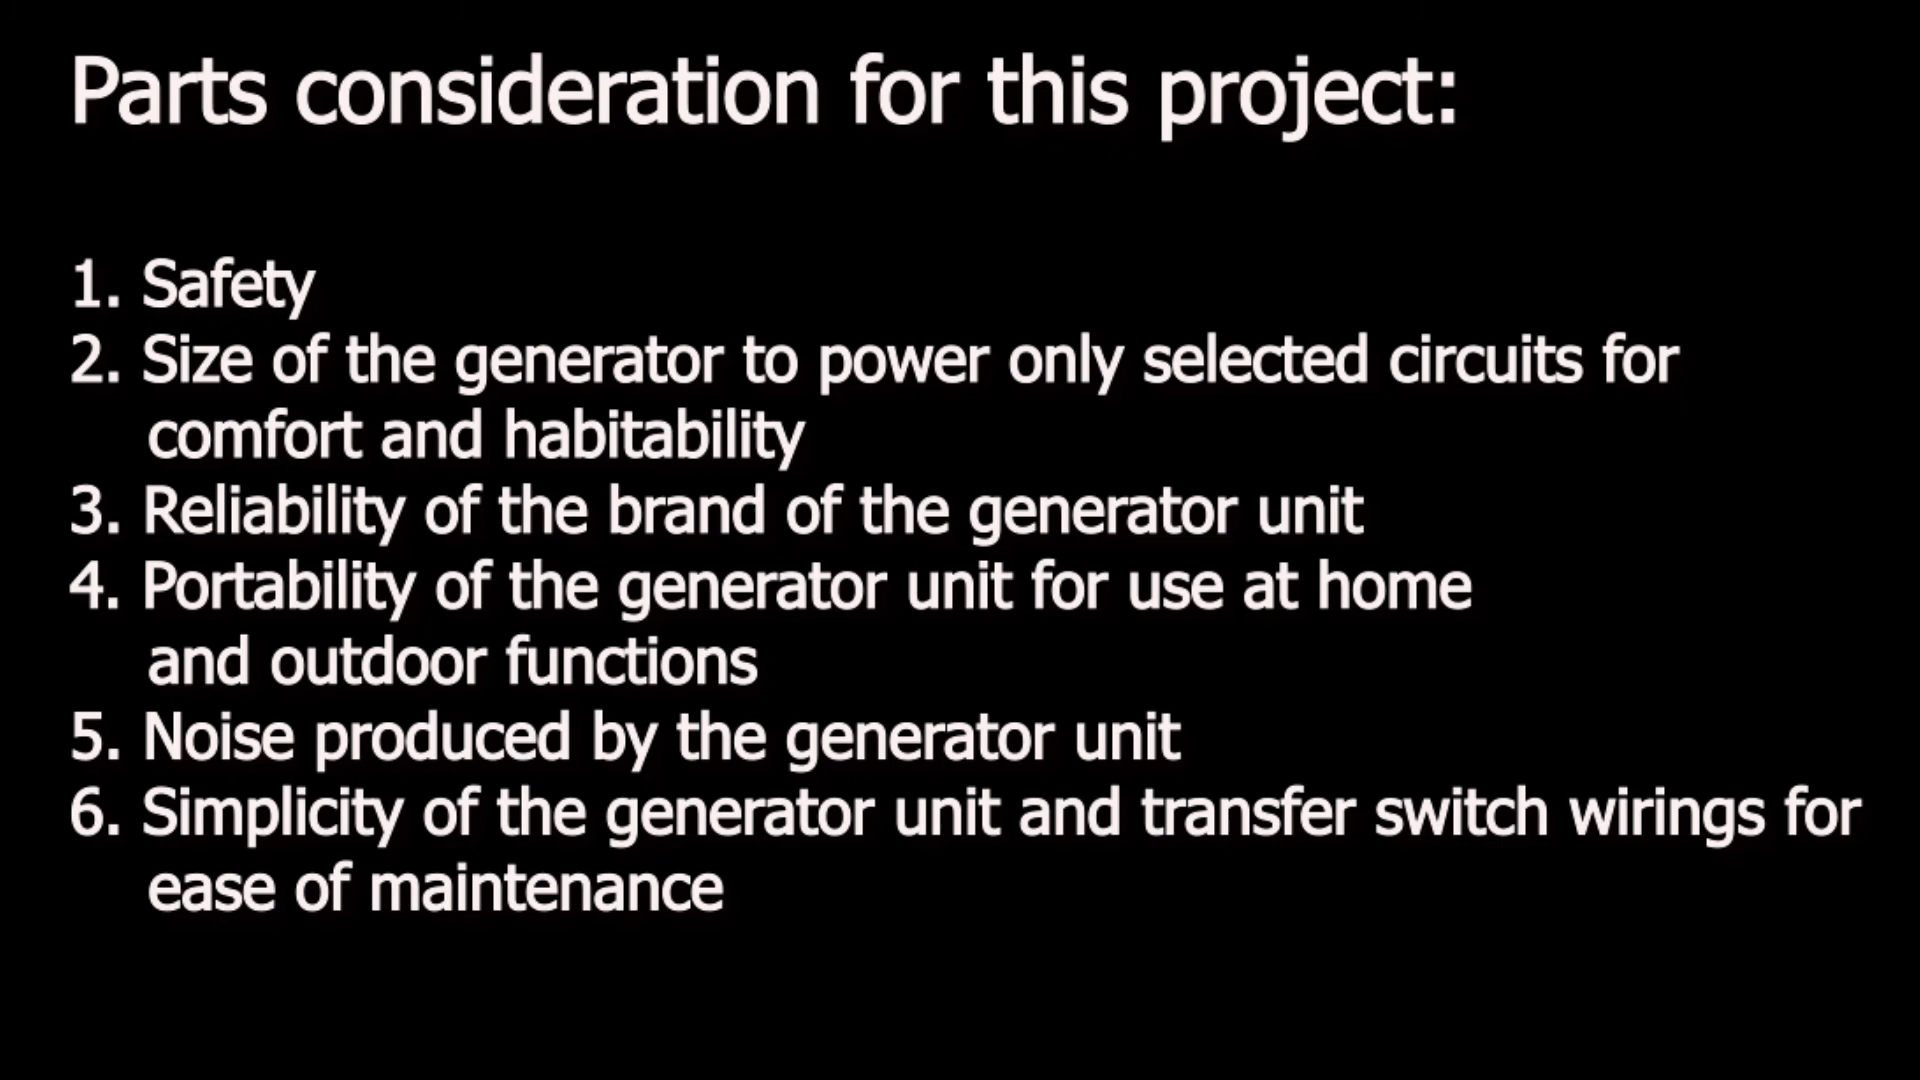 Parts consideration for this project:
1. Safety
2. Size of the generator to power only selected circuits for
comfort and habitability
3. Reliability of the brand of the generator unit
4. Portability of the generator unit for use at home
and outdoor functions
5. Noise produced by the generator unit
6. Simplicity of the generator unit and transfer switch wirings for
ease of maintenance